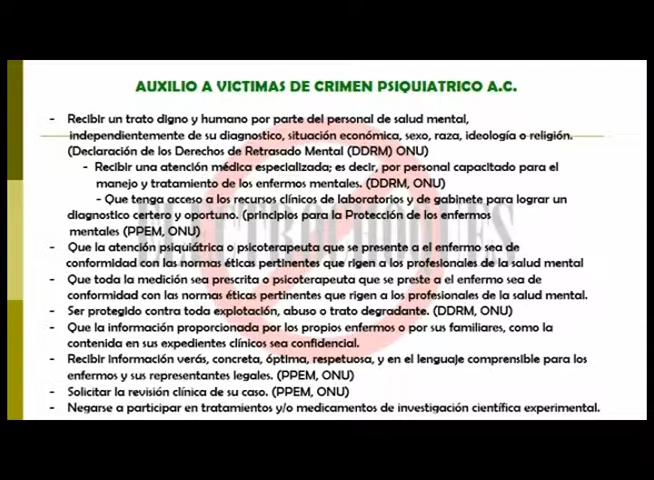 AUXILIO A VICTIMAS DE CRIMEN PSIQUIATRICO A.C.
- Recibir un trato digno y humano por parte del personal de salud mental,
independientemente de su diagnostico, situación económica, sexo, raza, ideología o religión.
(Declaración de los Derechos de Retrasado Mental (DDRM) ONU)
- Recibir una atención médica especializada; es decir, por personal capacitado para el
manejo y tratamiento de los enfermos mentales. (DDRM, ONU)
- Que tenga acceso a los recursos clínicos de laboratorios y de gabinete para lograr un
diagnostico certero y oportuno. (principios para la Protección de los enfermos
mentales (PPEM, ONU)
- Que la atención psiquiátrica o psicoterapeuta que se presente a el enfermo sea de
conformidad con las normas éticas pertinentes que rigen a los profesionales de la salud mental
- Que toda la medición sea prescrita o psicoterapeuta que se preste a el enfermo sea de
conformidad con las normas éticas pertinentes que rigen a los profesionales de la salud mental.
- Ser protegido contra toda explotación, abuso o trato degradante. (DDRM, ONU)
- Que la información proporcionada por los propios enfermos o por sus familiares, como la
contenida en sus expedientes clínicos sea confidencial.
- Recibir información verás, concreta, óptima, respetuosa, y en el lenguaje comprensible para los
enfermos y sus representantes legales. (PPEM, ONU)
- Solicitar la revisión clínica de su caso. (PPEM, ONU)
- Negarse a participar en tratamientos y/o medicamentos de investigación científica experimental.
ELECTROCHOQUES